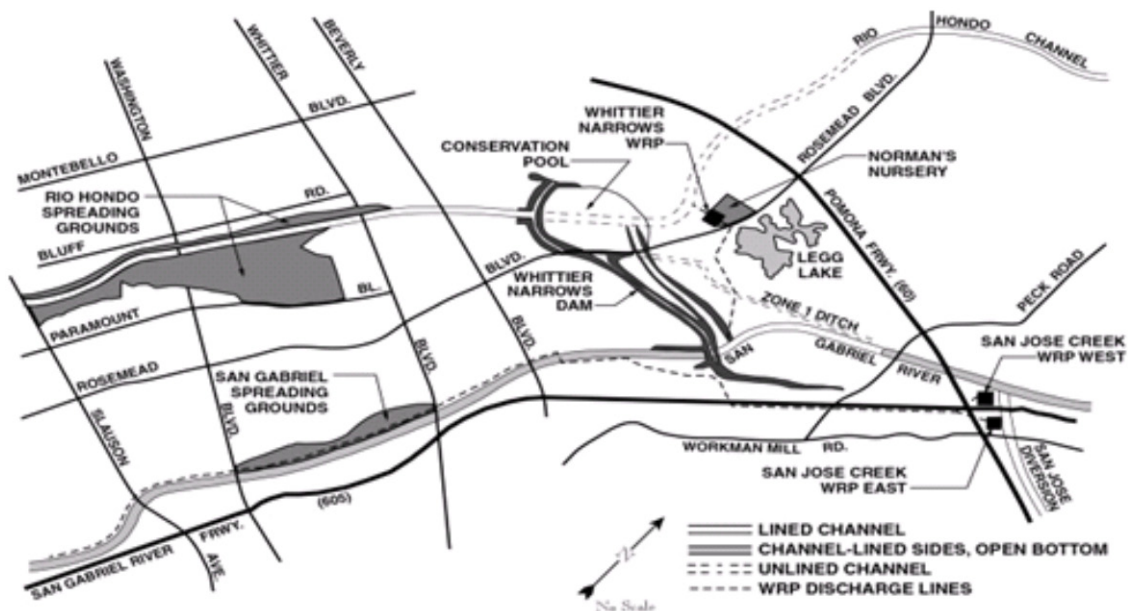 RIO HONDO CHANNEL
BEVERLY
WHITTIER
WASHINGTON
BLVD.
MONTEBELLO
WHITTIER
NARROWS
WRP
ROSEMEAD BLVD.
CONSERVATION
POOL
NORMAN'S
NURSERY
RIO HONDO
SPREADING
GROUNDS
RD.
BLUFF
POMONA FRWY. (60)
LEGG
LAKE
PECK ROAD
BLVD.
WHITTIER
NARROWS
DAM
BL.
PARAMOUNT
ZONE 1 DITCH
SAN GABRIEL RIVER
SAN JOSE CREEK
WRP WEST
ROSEMEAD
BLVD.
BLVD.
SAN GABRIEL
SPREADING
GROUNDS
SLAUSON
BLVD.
WORKMAN MILL RD.
SAN JOSE CREEK
WRP EAST
SAN JOSE
DIVERSION
(605)
SAN GABRIEL RIVER FRWY.
AVE.
N
No Scale
LINED CHANNEL
CHANNEL-LINED SIDES, OPEN BOTTOM
UNLINED CHANNEL
WRP DISCHARGE LINES